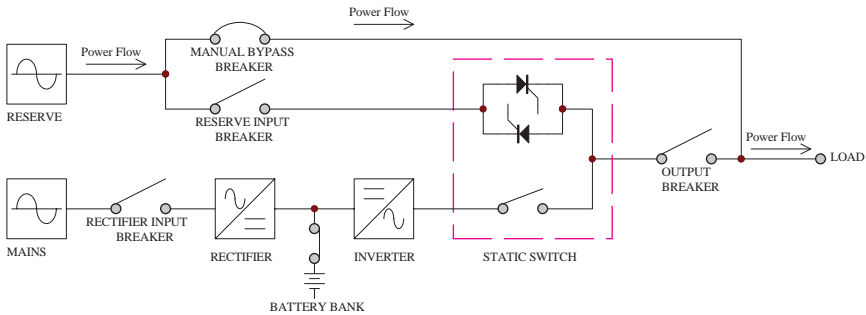 Power Flow
Power Flow
MANUAL BYPASS
BREAKER
RESERVE
RESERVE INPUT
BREAKER
Power Flow
LOAD
OUTPUT
BREAKER
RECTIFIER INPUT
BREAKER
MAINS
RECTIFIER
INVERTER
STATIC SWITCH
BATTERY BANK